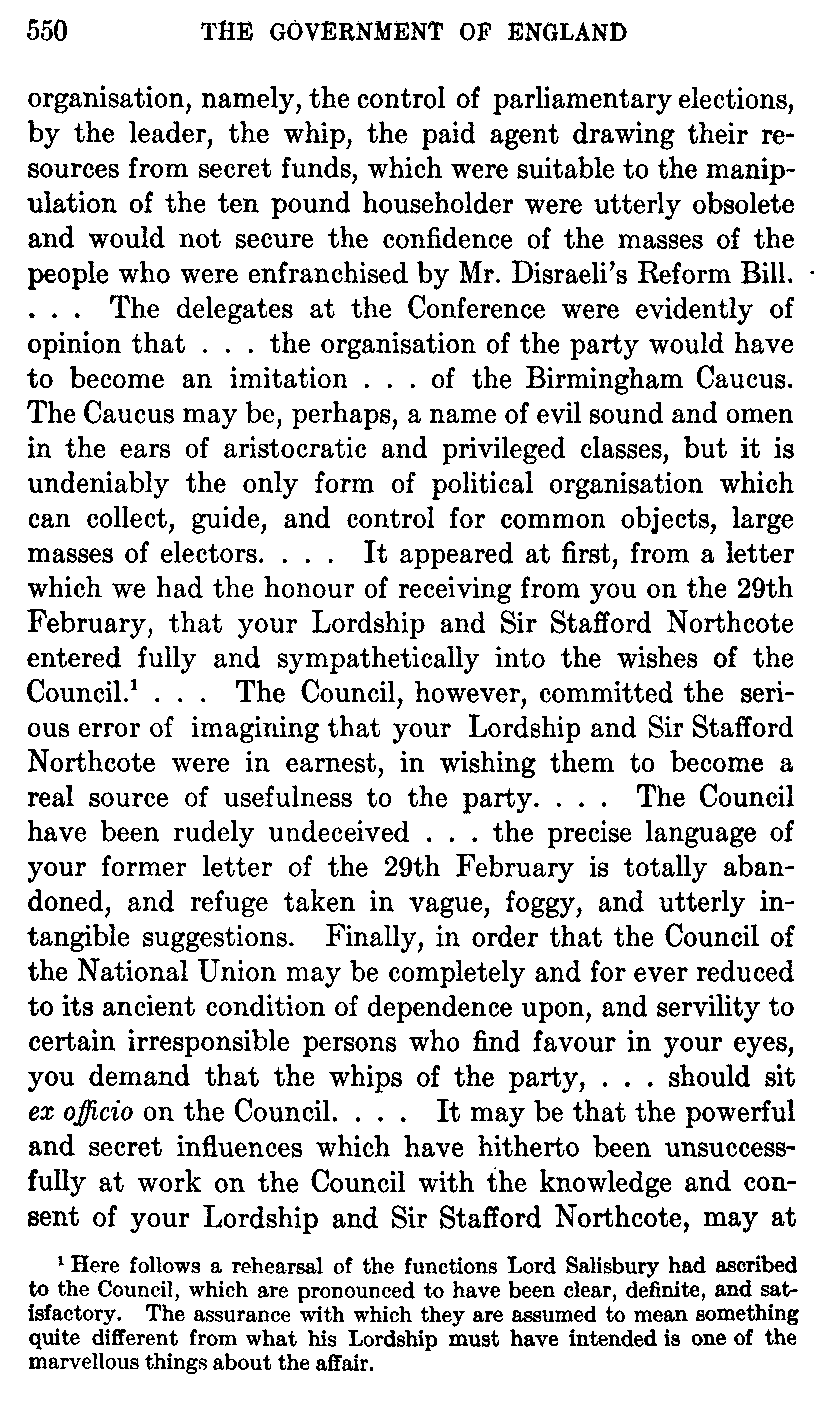 550 THE GOVERNMENT OF ENGLAND
organisation, namely, the control of parliamentary elections,
by the leader, the whip, the paid agent drawing their re-
sources from secret funds, which were suitable to the manip-
ulation of the ten pound householder were utterly obsolete
and would not secure the confidence of the masses of the
people who were enfranchised by Mr. Disraeli's Reform Bill.
. . . The delegates at the Conference were evidently of
opinion that . . . the organisation of the party would have
to become an imitation . . . of the Birmingham Caucus.
The Caucus may be, perhaps, a name of evil sound and omen
in the ears of aristocratic and privileged classes, but it is
undeniably the only form of political organisation which
can collect, guide, and control for common objects, large
masses of electors. . . . It appeared at first, from a letter
which we had the honour of receiving from you on the 29th
February, that your Lordship and Sir Stafford Northcote
entered fully and sympathetically into the wishes of the
Council.¹ . . . The Council, however, committed the seri-
ous error of imagining that your Lordship and Sir Stafford
Northcote were in earnest, in wishing them to become a
real source of usefulness to the party. . . . The Council
have been rudely undeceived . . . the precise language of
your former letter of the 29th February is totally aban-
doned, and refuge taken in vague, foggy, and utterly in-
tangible suggestions. Finally, in order that the Council of
the National Union may be completely and for ever reduced
to its ancient condition of dependence upon, and servility to
certain irresponsible persons who find favour in your eyes,
you demand that the whips of the party, . . . should sit
ex officio on the Council. . . . It may be that the powerful
and secret influences which have hitherto been unsuccess-
fully at work on the Council with the knowledge and con-
sent of your Lordship and Sir Stafford Northcote, may at
¹ Here follows a rehearsal of the functions Lord Salisbury had ascribed
to the Council, which are pronounced to have been clear, definite, and sat-
isfactory. The assurance with which they are assumed to mean something
quite different from what his Lordship must have intended is one of the
marvellous things about the affair.